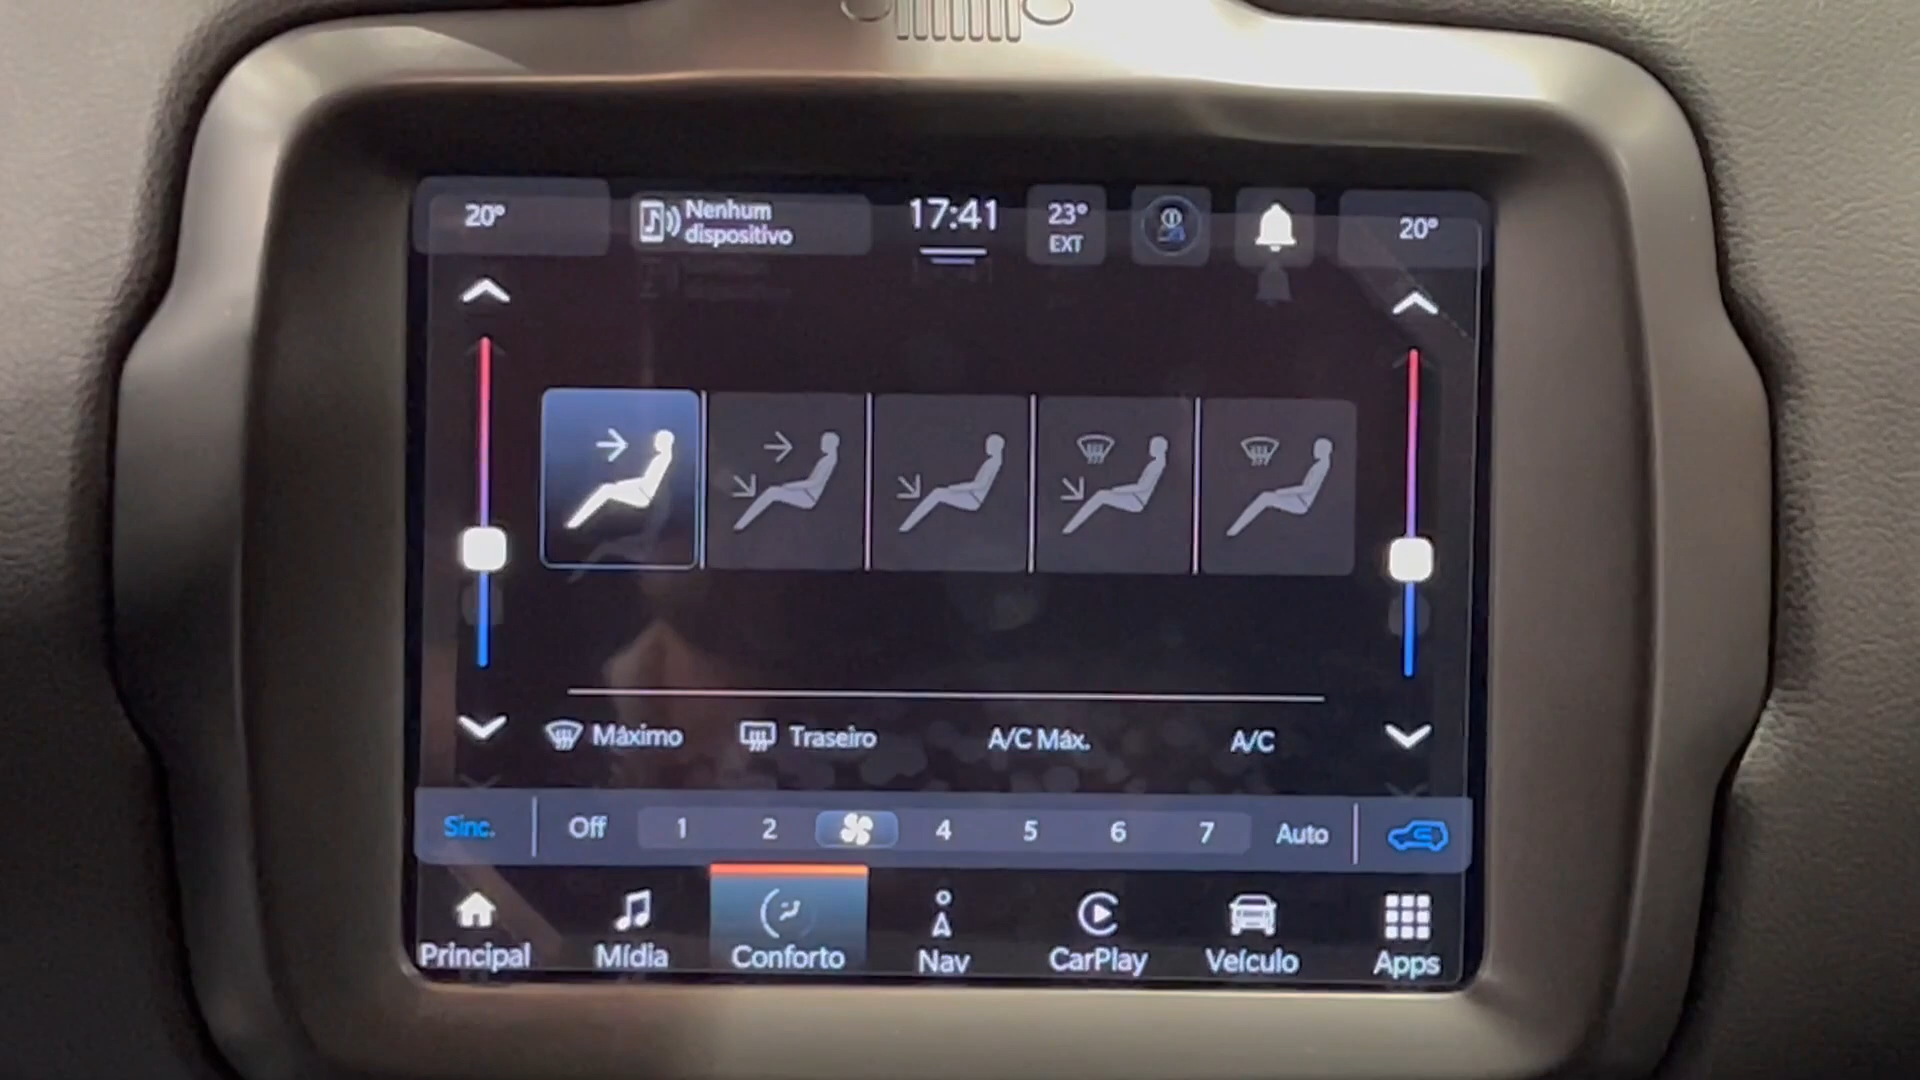 20°
Nenhum
dispositivo
17:41
23°
EXT
20°
Máximo
Traseiro
A/C Máx.
A/C
Sinc.
Off
1
2
4
5
6
7
Auto
Principal
Mídia
Conforto
Nav
CarPlay
Veículo
Apps